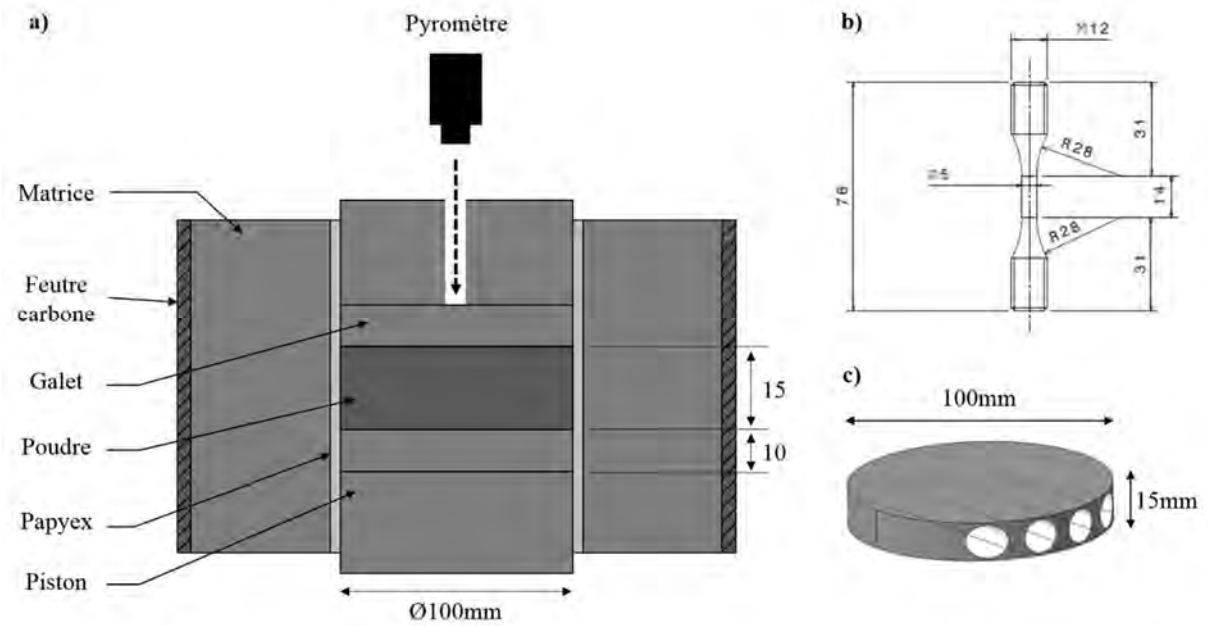 a)
Pyromètre
Matrice
Feutre
carbone
Galet
Poudre
Papyex
Piston
15
10
Ø100mm
b)
M12
31
R28
76
14
R28
31
c)
100mm
15mm